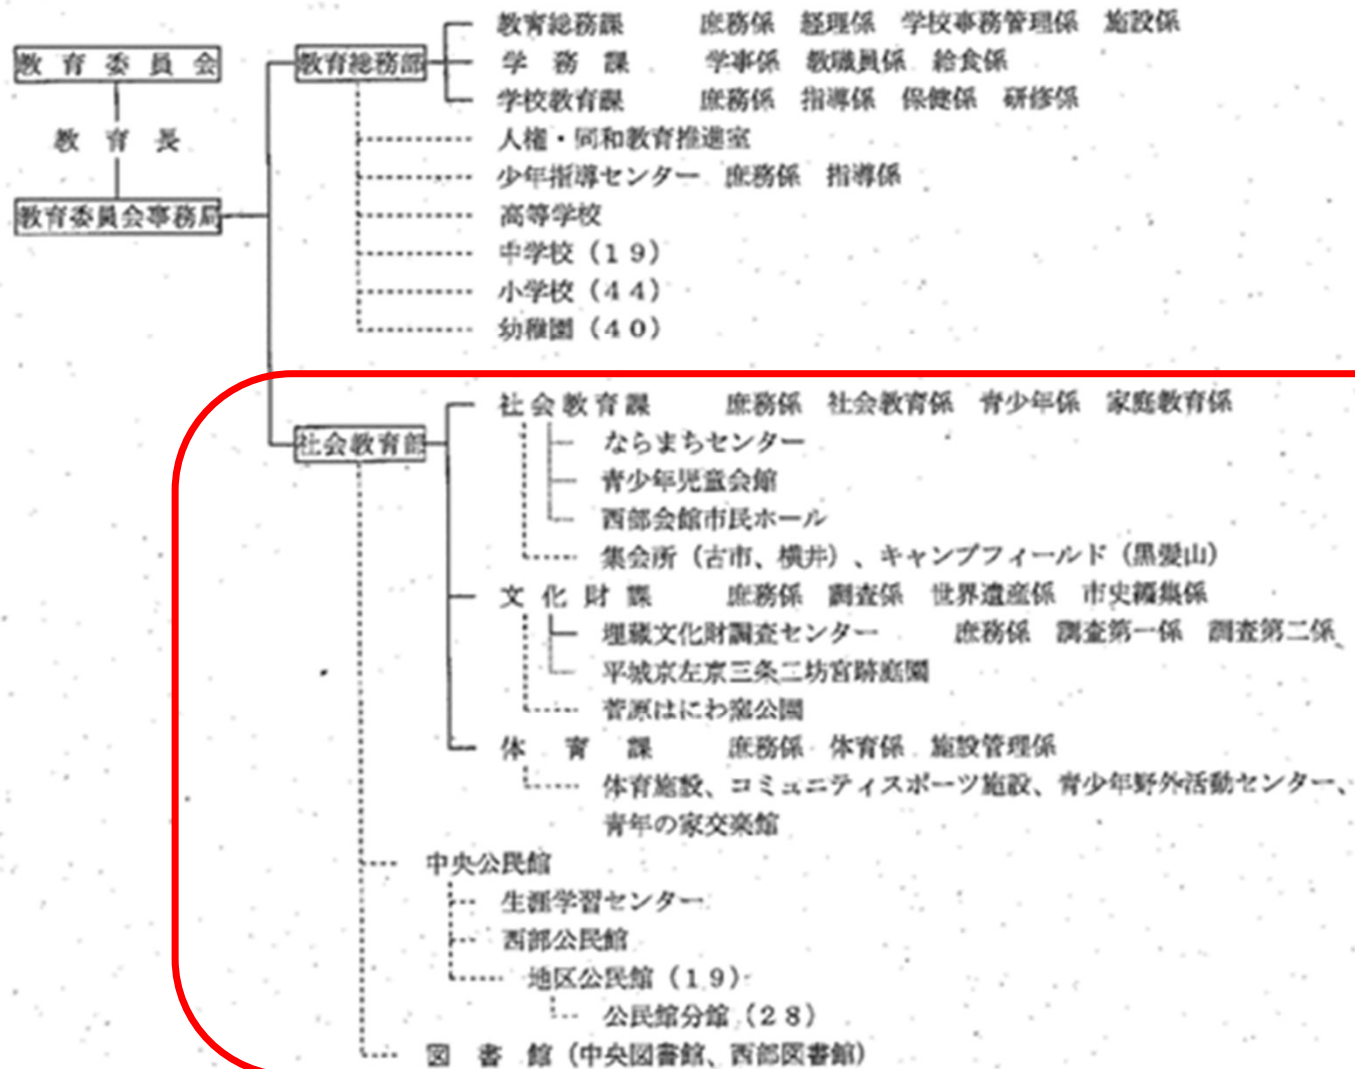 教育委員会
教育長
教育委員会事務局
教育総務部
教育総務課 庶務係 経理係 学校事務管理係 施設係
学務課 学事係 教職員係 給食係
学校教育課 庶務係 指導係 保健係 研修係
人権・同和教育推進室
少年指導センター 庶務係 指導係
高等学校
中学校(19)
小学校(44)
幼稚園(40)
社会教育部
社会教育課 庶務係 社会教育係 青少年係 家庭教育係
ならまちセンター
青少年児童会館
西部会館市民ホール
集会所(古市、横井)、キャンプフィールド(黒髪山)
文化財課 庶務係 調査係 世界遺産係 市史編集係
埋蔵文化財調査センター 庶務係 調査第一係 調査第二係
平城京左京三条二坊宮跡庭園
菅原はにわ窯公園
体育課 庶務係 体育係 施設管理係
体育施設、コミュニティスポーツ施設、青少年野外活動センター、
青年の家交楽館
中央公民館
生涯学習センター
西部公民館
地区公民館(19)
公民館分館(28)
図書館(中央図書館、西部図書館)